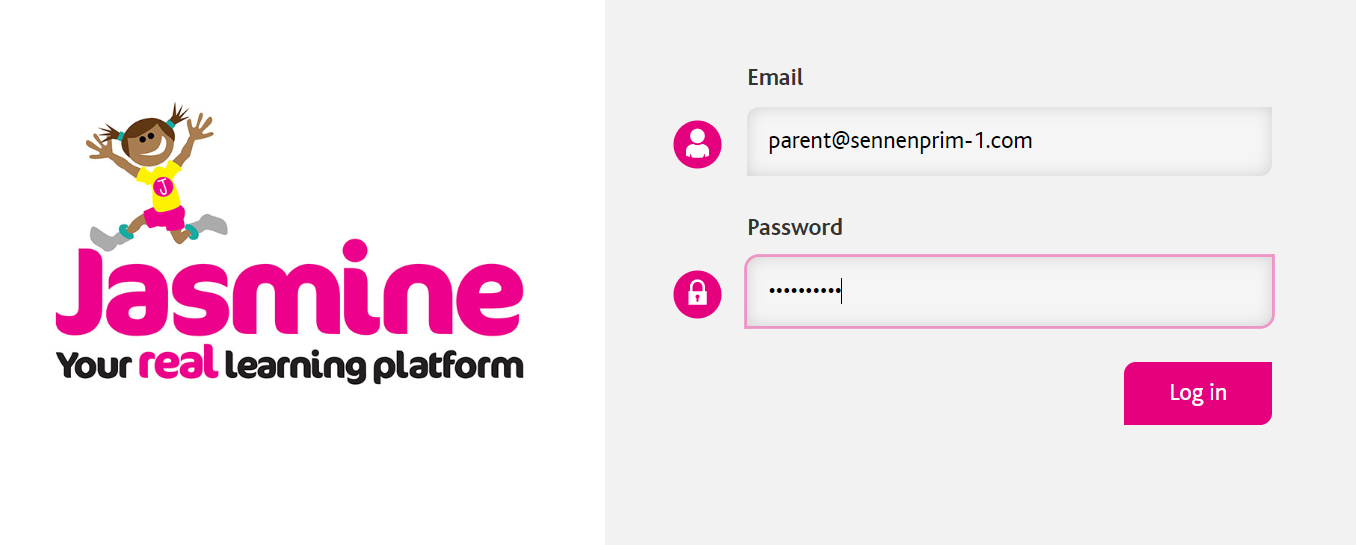 Jasmine
Your real learning platform
Email
parent@sennenprim-1.com
Password
••••••••••
Log in
J